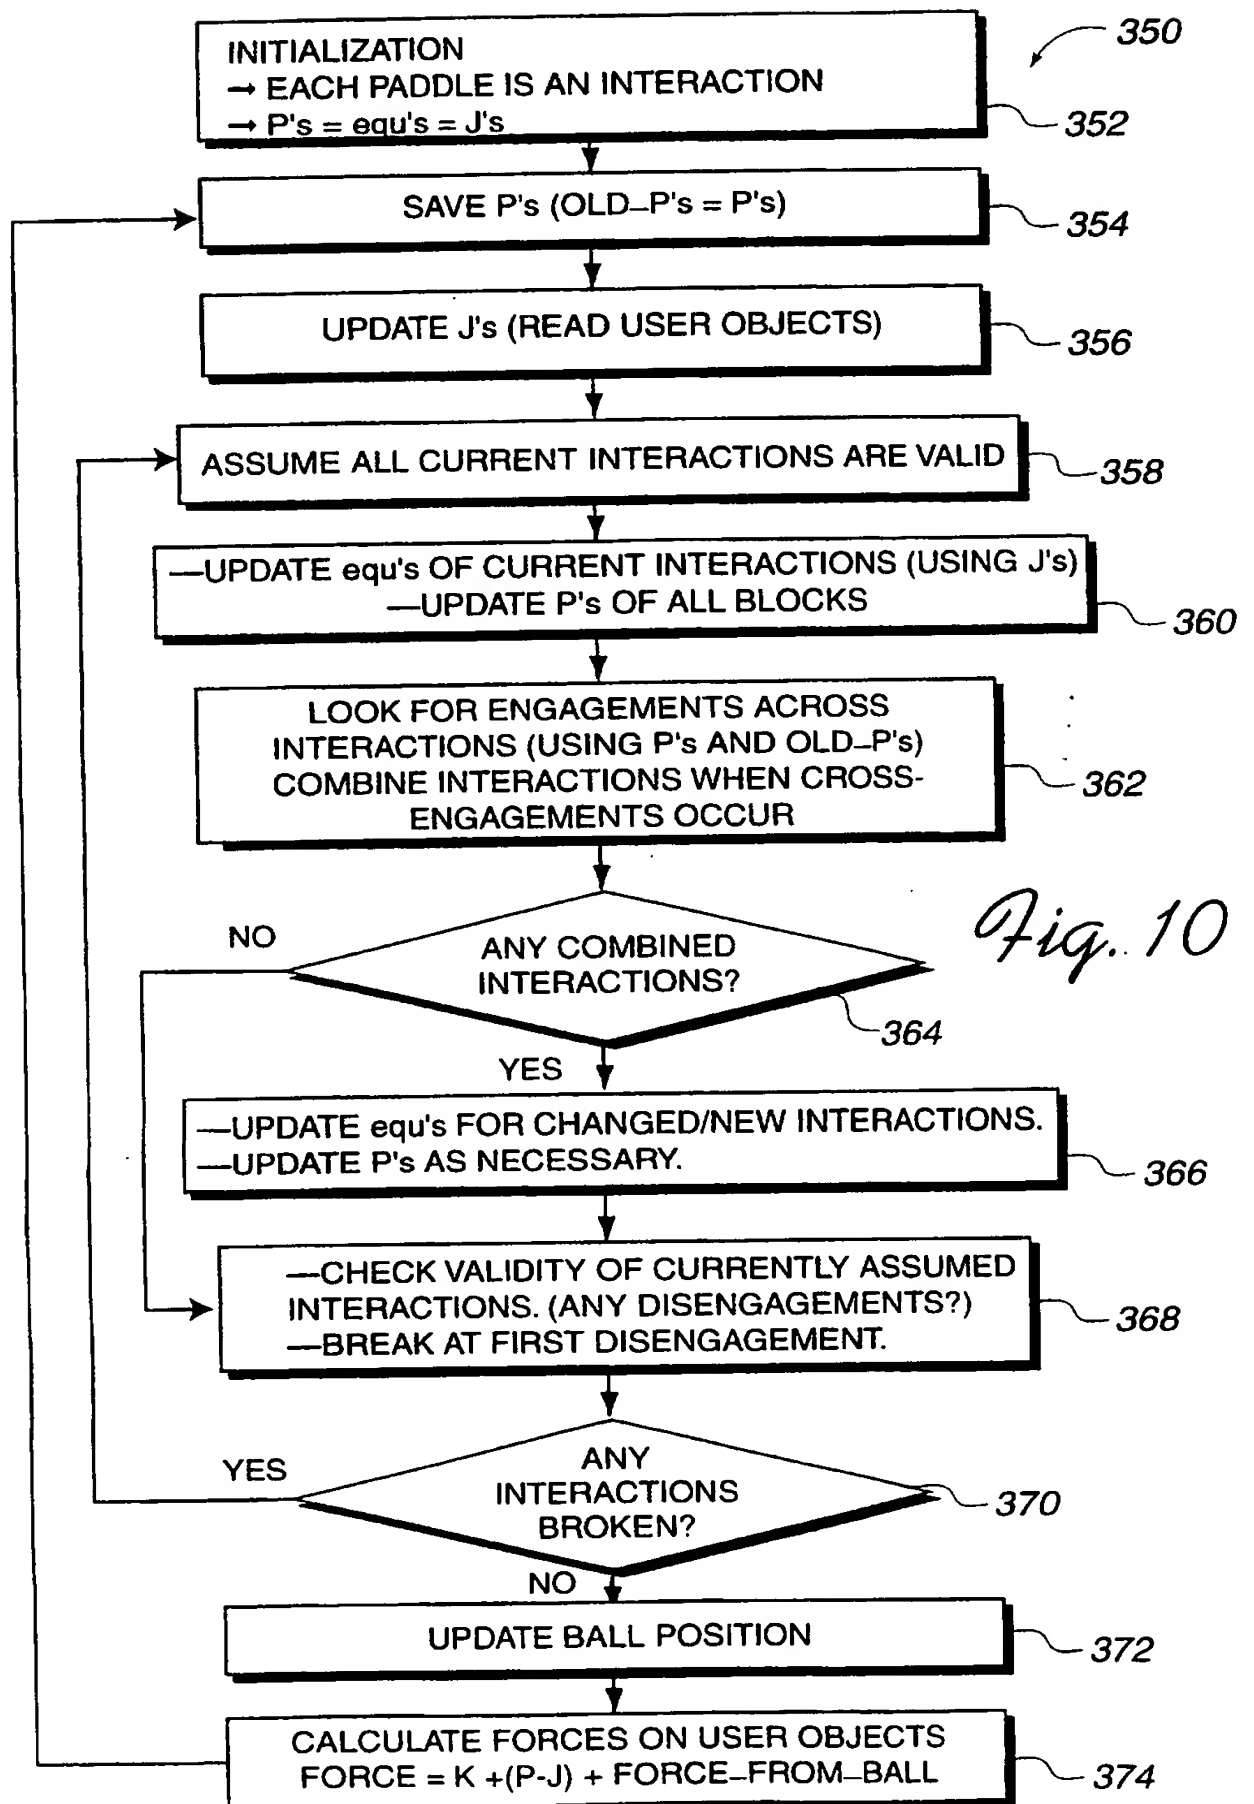 350
INITIALIZATION
→ EACH PADDLE IS AN INTERACTION
→ P's = equ's = J's
352
SAVE P's (OLD–P's = P's)
354
UPDATE J's (READ USER OBJECTS)
356
ASSUME ALL CURRENT INTERACTIONS ARE VALID
358
—UPDATE equ's OF CURRENT INTERACTIONS (USING J's)
—UPDATE P's OF ALL BLOCKS
360
LOOK FOR ENGAGEMENTS ACROSS
INTERACTIONS (USING P's AND OLD–P's)
COMBINE INTERACTIONS WHEN CROSS-
ENGAGEMENTS OCCUR
362
Fig. 10
NO
ANY COMBINED
INTERACTIONS?
364
YES
—UPDATE equ's FOR CHANGED/NEW INTERACTIONS.
—UPDATE P's AS NECESSARY.
366
—CHECK VALIDITY OF CURRENTLY ASSUMED
INTERACTIONS. (ANY DISENGAGEMENTS?)
—BREAK AT FIRST DISENGAGEMENT.
368
YES
ANY
INTERACTIONS
BROKEN?
370
NO
UPDATE BALL POSITION
372
CALCULATE FORCES ON USER OBJECTS
FORCE = K +(P-J) + FORCE–FROM–BALL
374